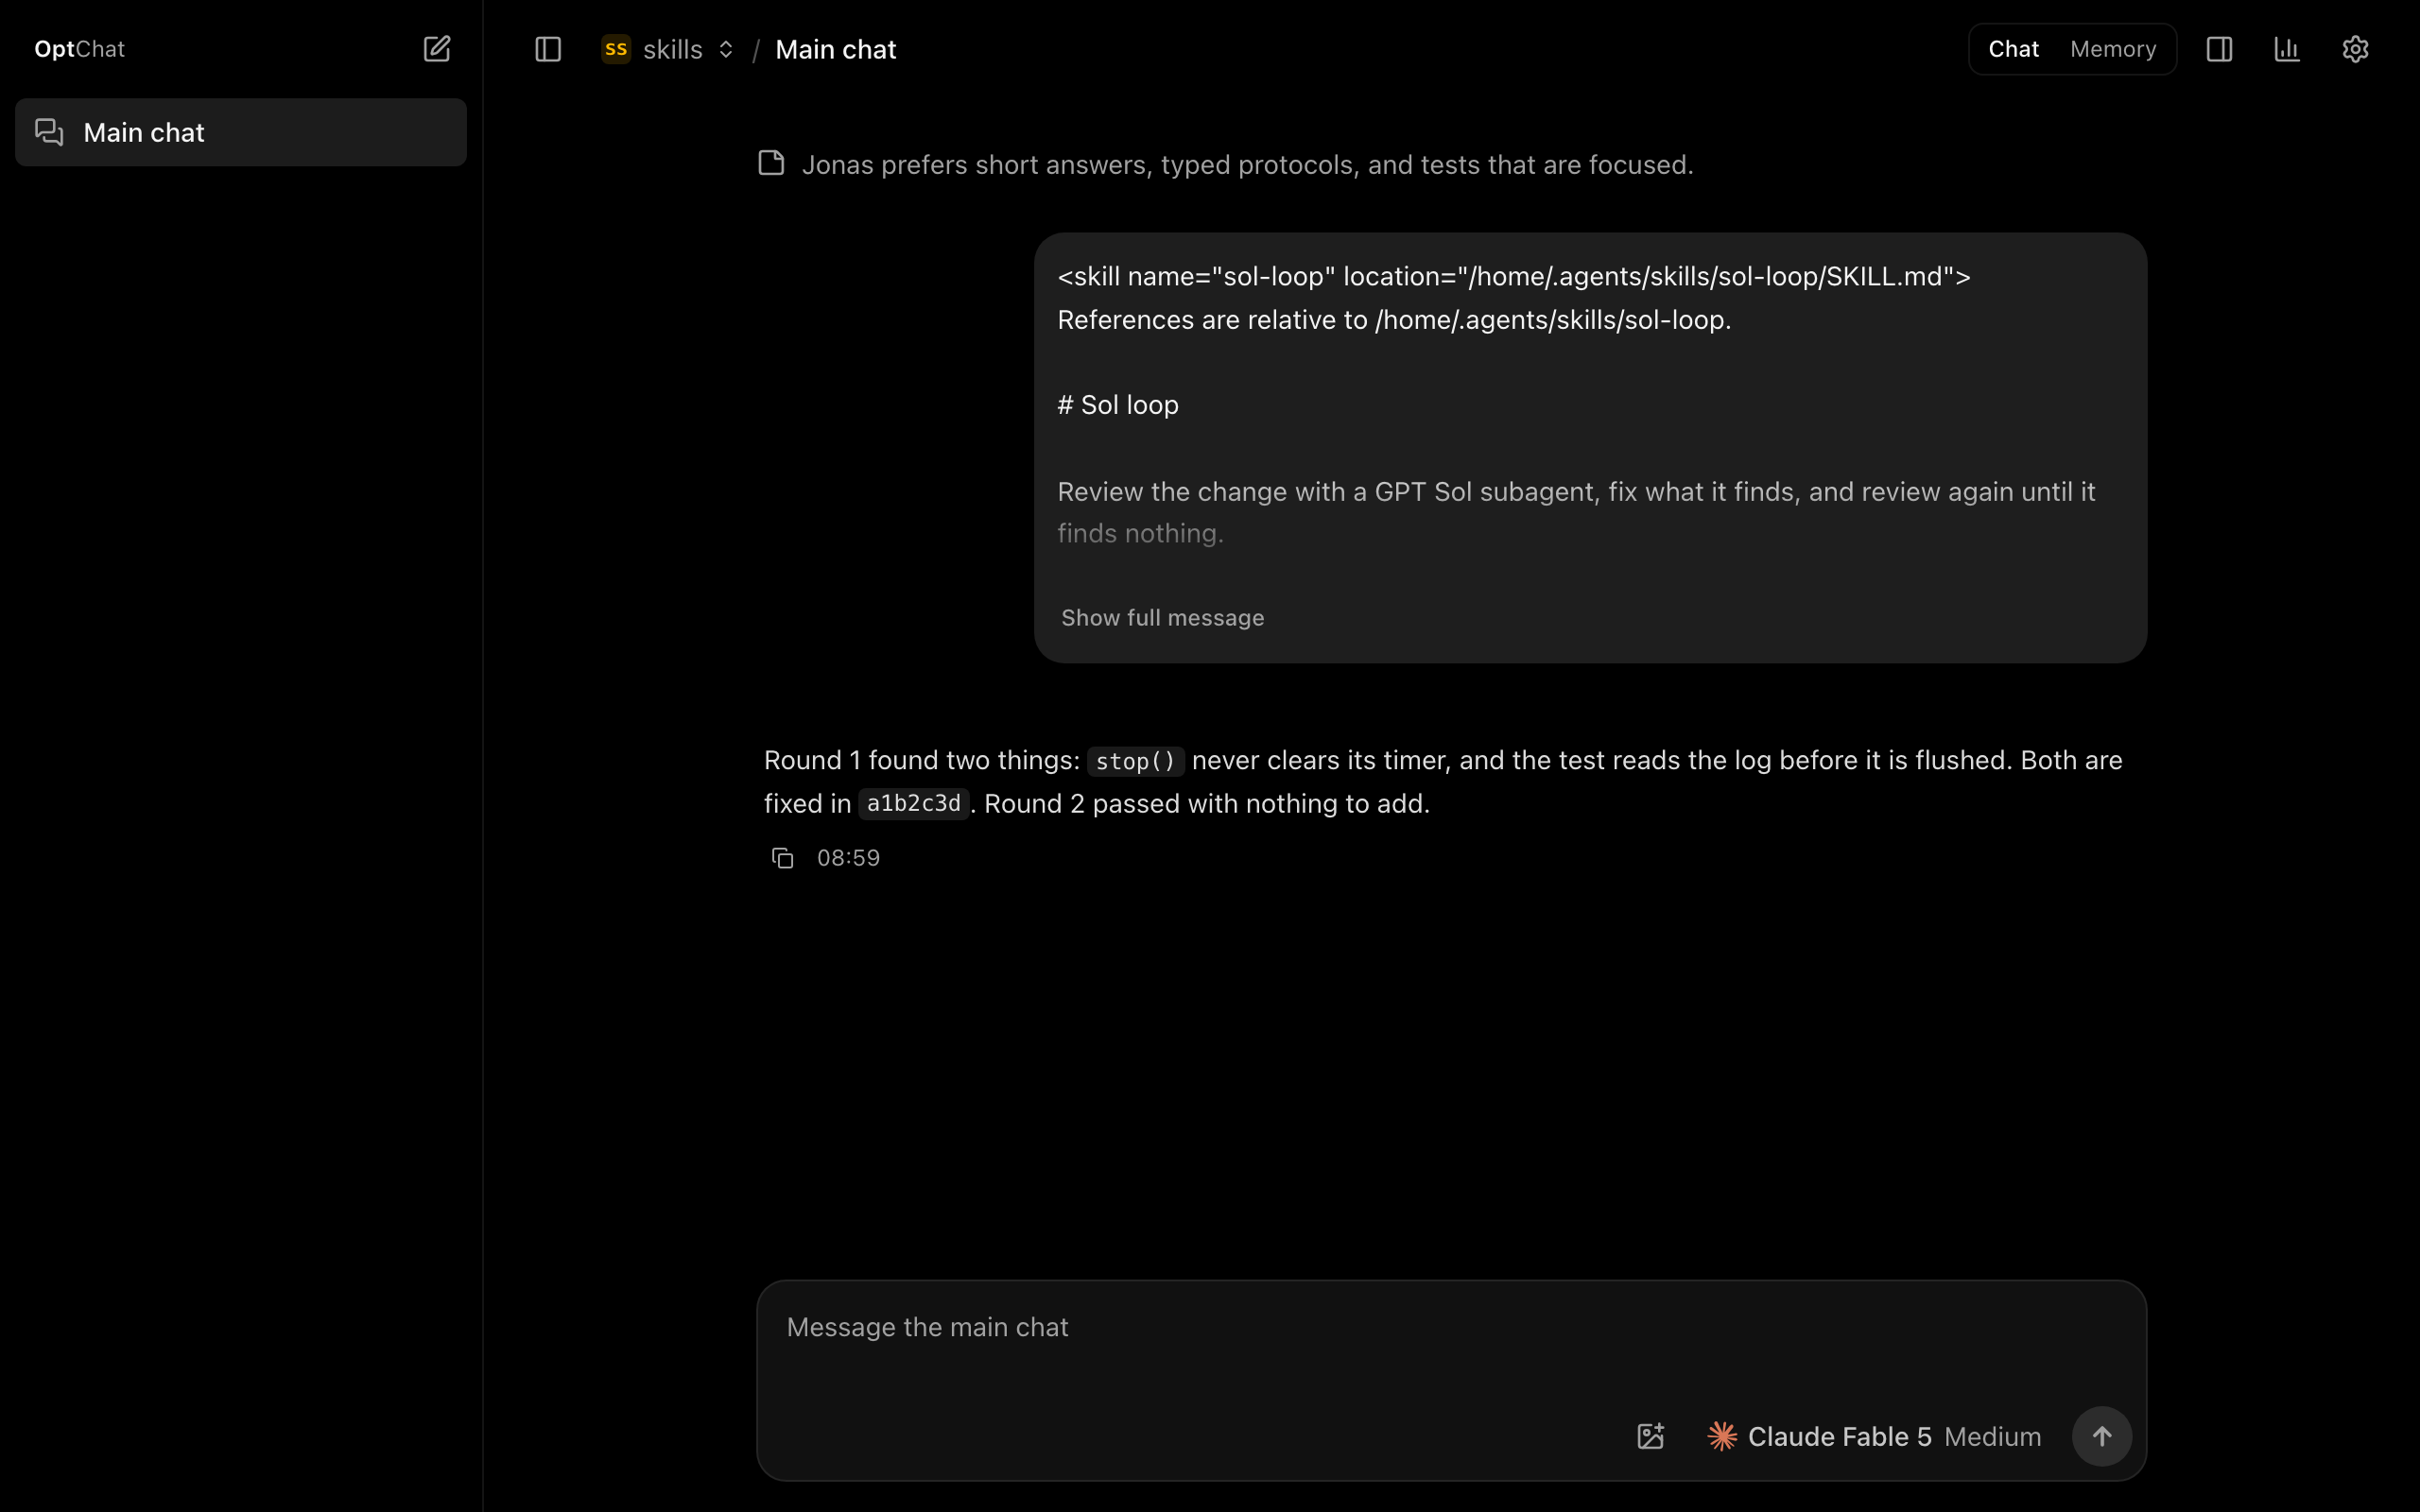 OptChat
Main chat
SS skills / Main chat
Chat Memory
Jonas prefers short answers, typed protocols, and tests that are focused.
<skill name="sol-loop" location="/home/.agents/skills/sol-loop/SKILL.md">
References are relative to /home/.agents/skills/sol-loop.
# Sol loop
Review the change with a GPT Sol subagent, fix what it finds, and review again until it
finds nothing.
Show full message
Round 1 found two things: stop() never clears its timer, and the test reads the log before it is flushed. Both are
fixed in a1b2c3d. Round 2 passed with nothing to add.
08:59
Message the main chat
Claude Fable 5 Medium